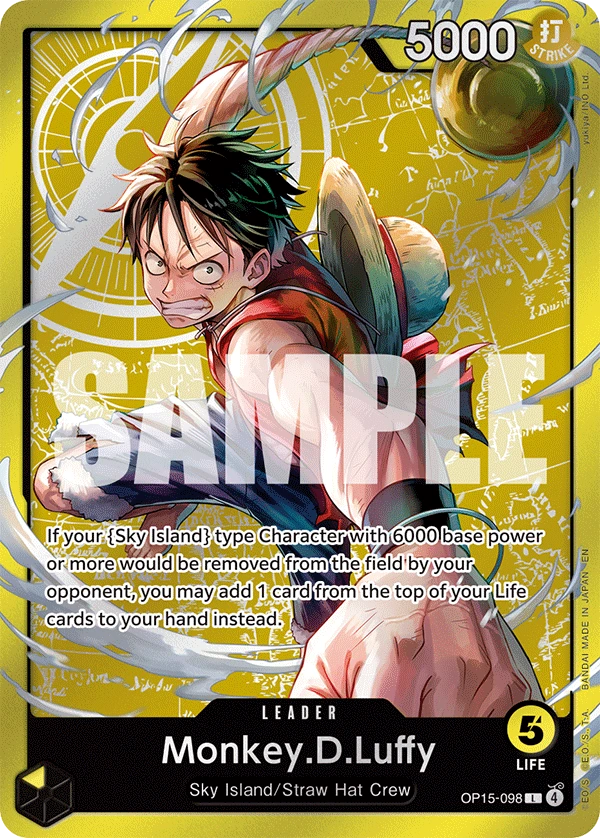 5000
打
STRIKE
yukiya/INO Ltd.
SAMPLE
If your {Sky Island} type Character with 6000 base power
or more would be removed from the field by your
opponent, you may add 1 card from the top of your Life
cards to your hand instead.
LEADER
Monkey.D.Luffy
Sky Island/Straw Hat Crew
5
LIFE
OP15-098 L 4
©E.O./S. ©E.O./S.,T.A. BANDAI MADE IN JAPAN EN